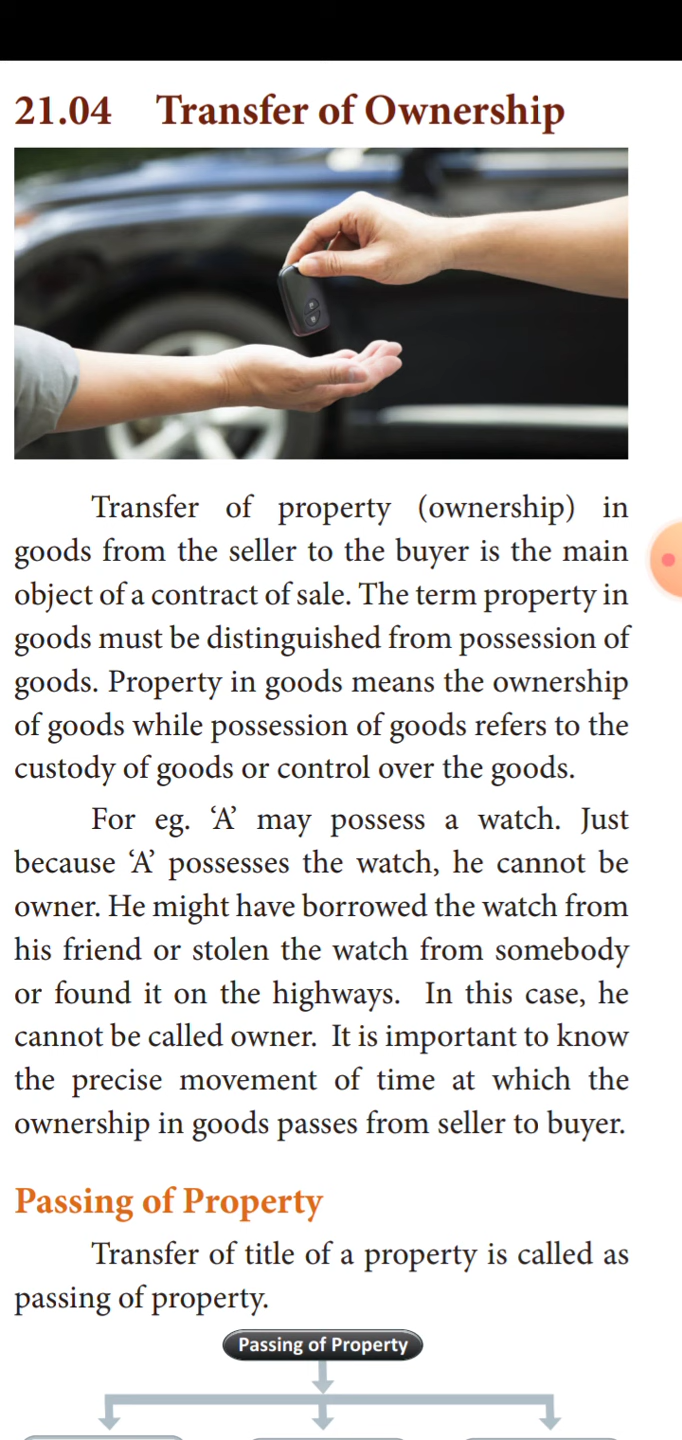 21.04 Transfer of Ownership
Transfer of property (ownership) in
goods from the seller to the buyer is the main
object of a contract of sale. The term property in
goods must be distinguished from possession of
goods. Property in goods means the ownership
of goods while possession of goods refers to the
custody of goods or control over the goods.
For eg. ‘A’ may possess a watch. Just
because ‘A’ possesses the watch, he cannot be
owner. He might have borrowed the watch from
his friend or stolen the watch from somebody
or found it on the highways. In this case, he
cannot be called owner. It is important to know
the precise movement of time at which the
ownership in goods passes from seller to buyer.
Passing of Property
Transfer of title of a property is called as
passing of property.
Passing of Property